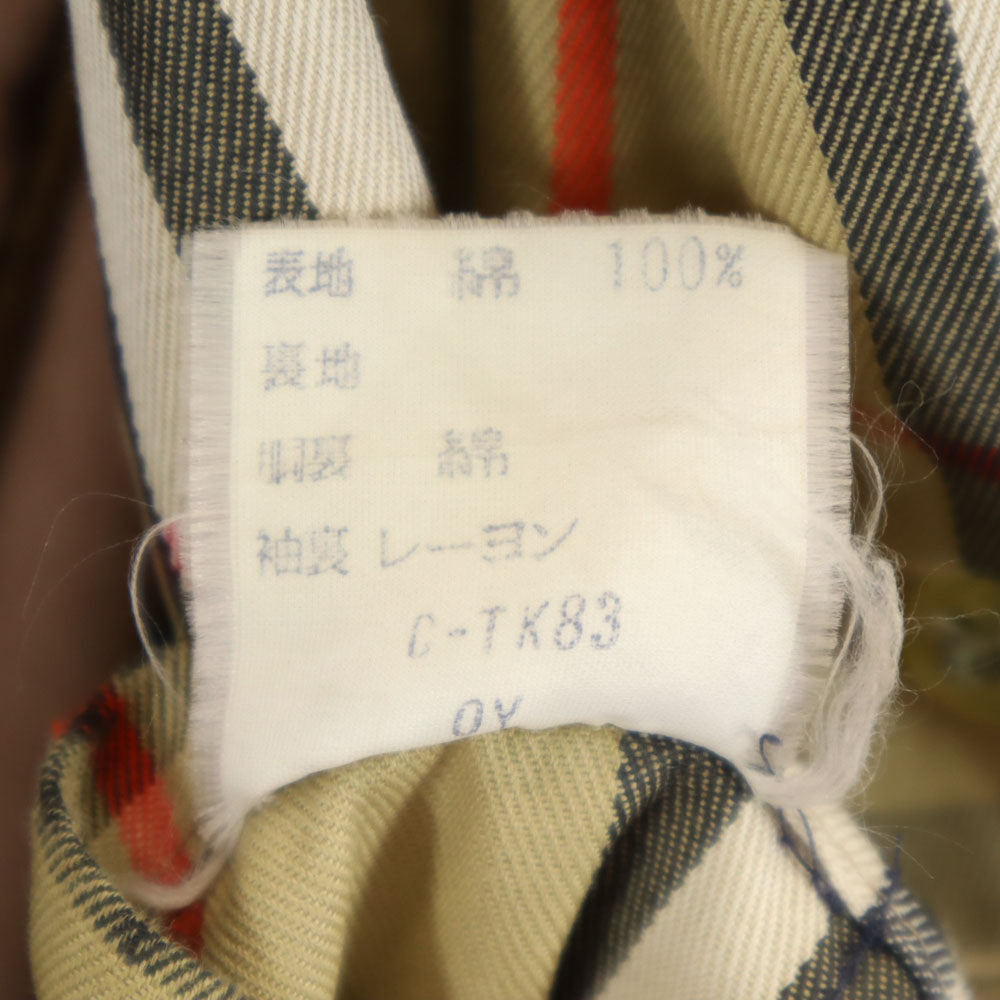 表地 綿 100%
裏地
胴裏 綿
袖裏 レーヨン
C-TK83
OY